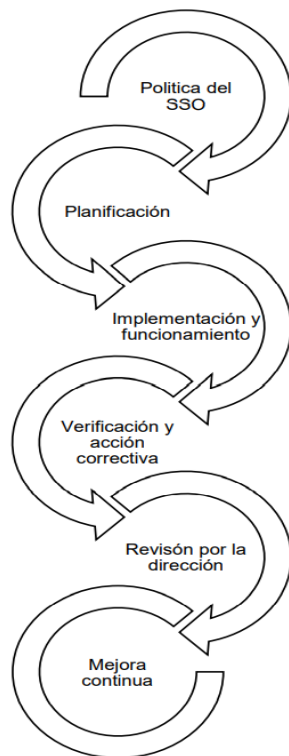 Politica del
SSO
Planificación
Implementación y
funcionamiento
Verificación y
acción
correctiva
Revisón por la
dirección
Mejora
continua